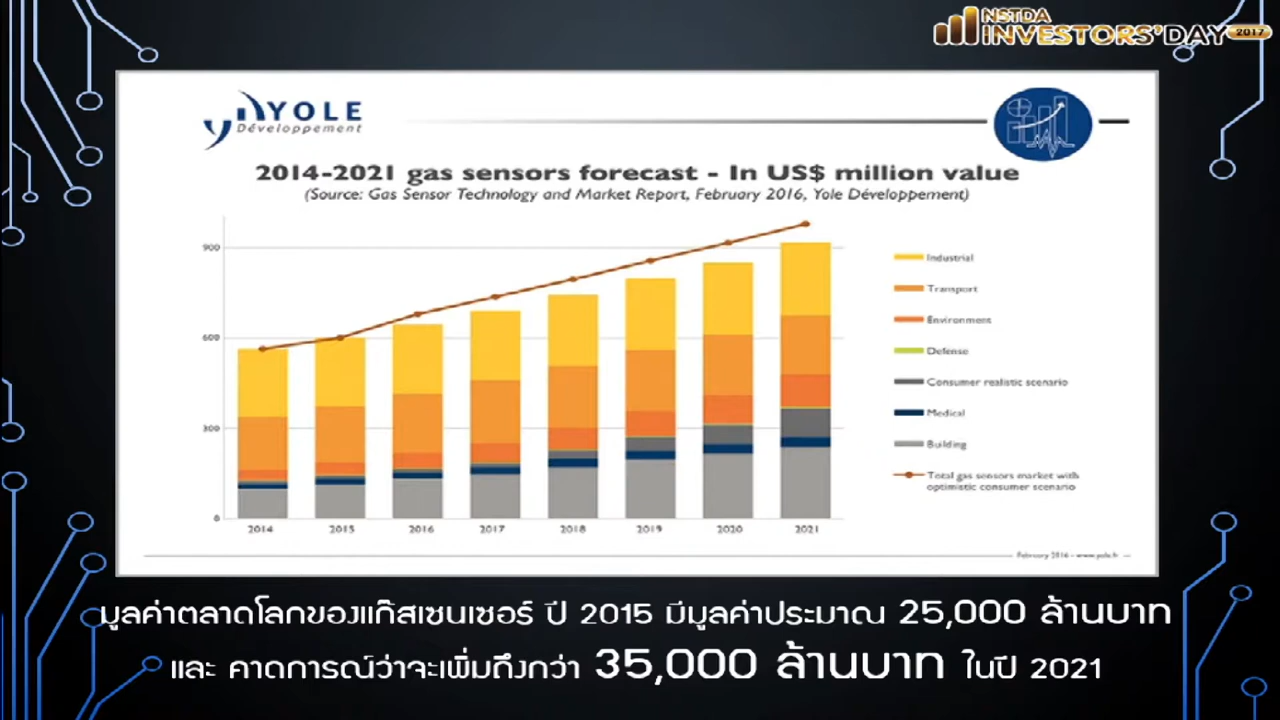 NSTDA
INVESTORS'DAY 2017
YOLE
Développement
2014-2021 gas sensors forecast - In US$ million value
(Source: Gas Sensor Technology and Market Report, February 2016, Yole Développement)
900
600
300
0
2014 2015 2016 2017 2018 2019 2020 2021
Industrial
Transport
Environment
Defense
Consumer realistic scenario
Medical
Building
Total gas sensors market with
optimistic consumer scenario
February 2016 - www.yole.fr
มูลค่าตลาดโลกของแก๊สเซนเซอร์ ปี 2015 มีมูลค่าประมาณ 25,000 ล้านบาท
และ คาดการณ์ว่าจะเพิ่มถึงกว่า 35,000 ล้านบาท ในปี 2021